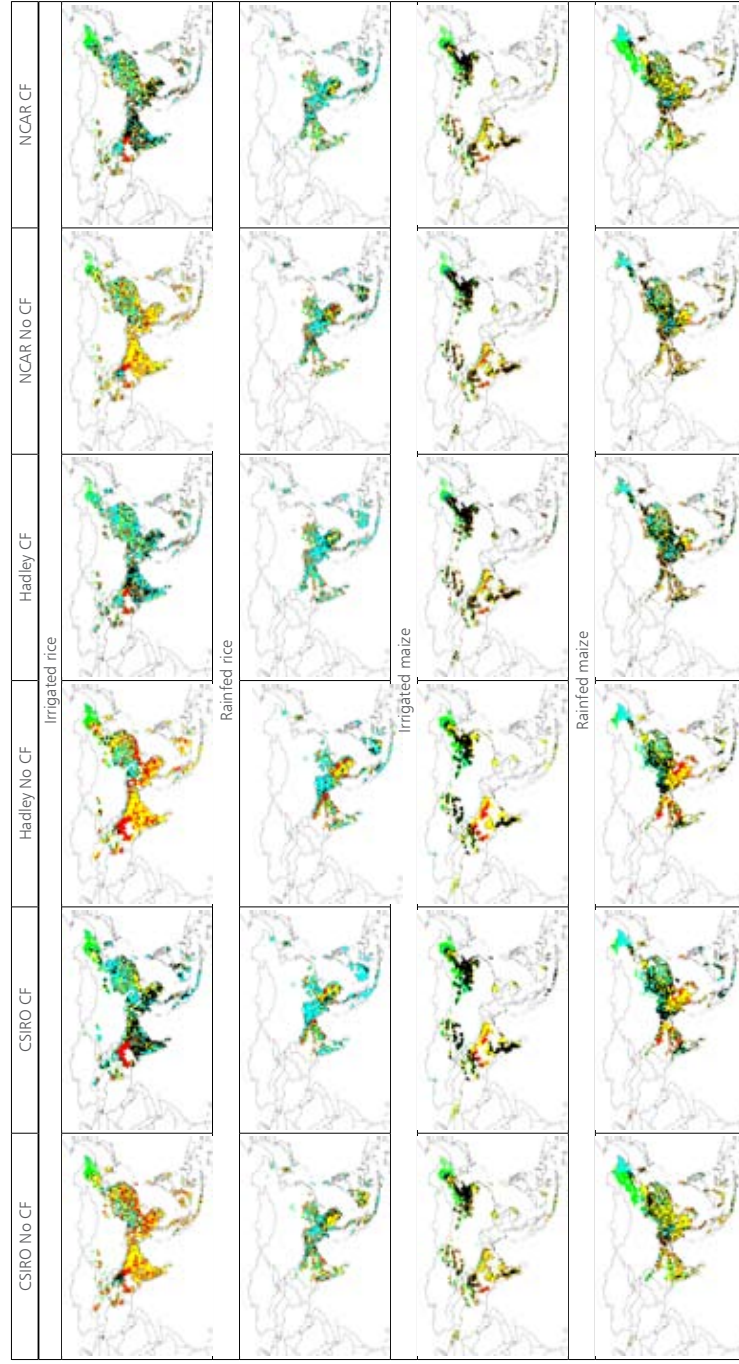 CSIRO No CF
CSIRO CF
Hadley No CF
Hadley CF
NCAR No CF
NCAR CF
Irrigated rice
Rainfed rice
Irrigated maize
Rainfed maize